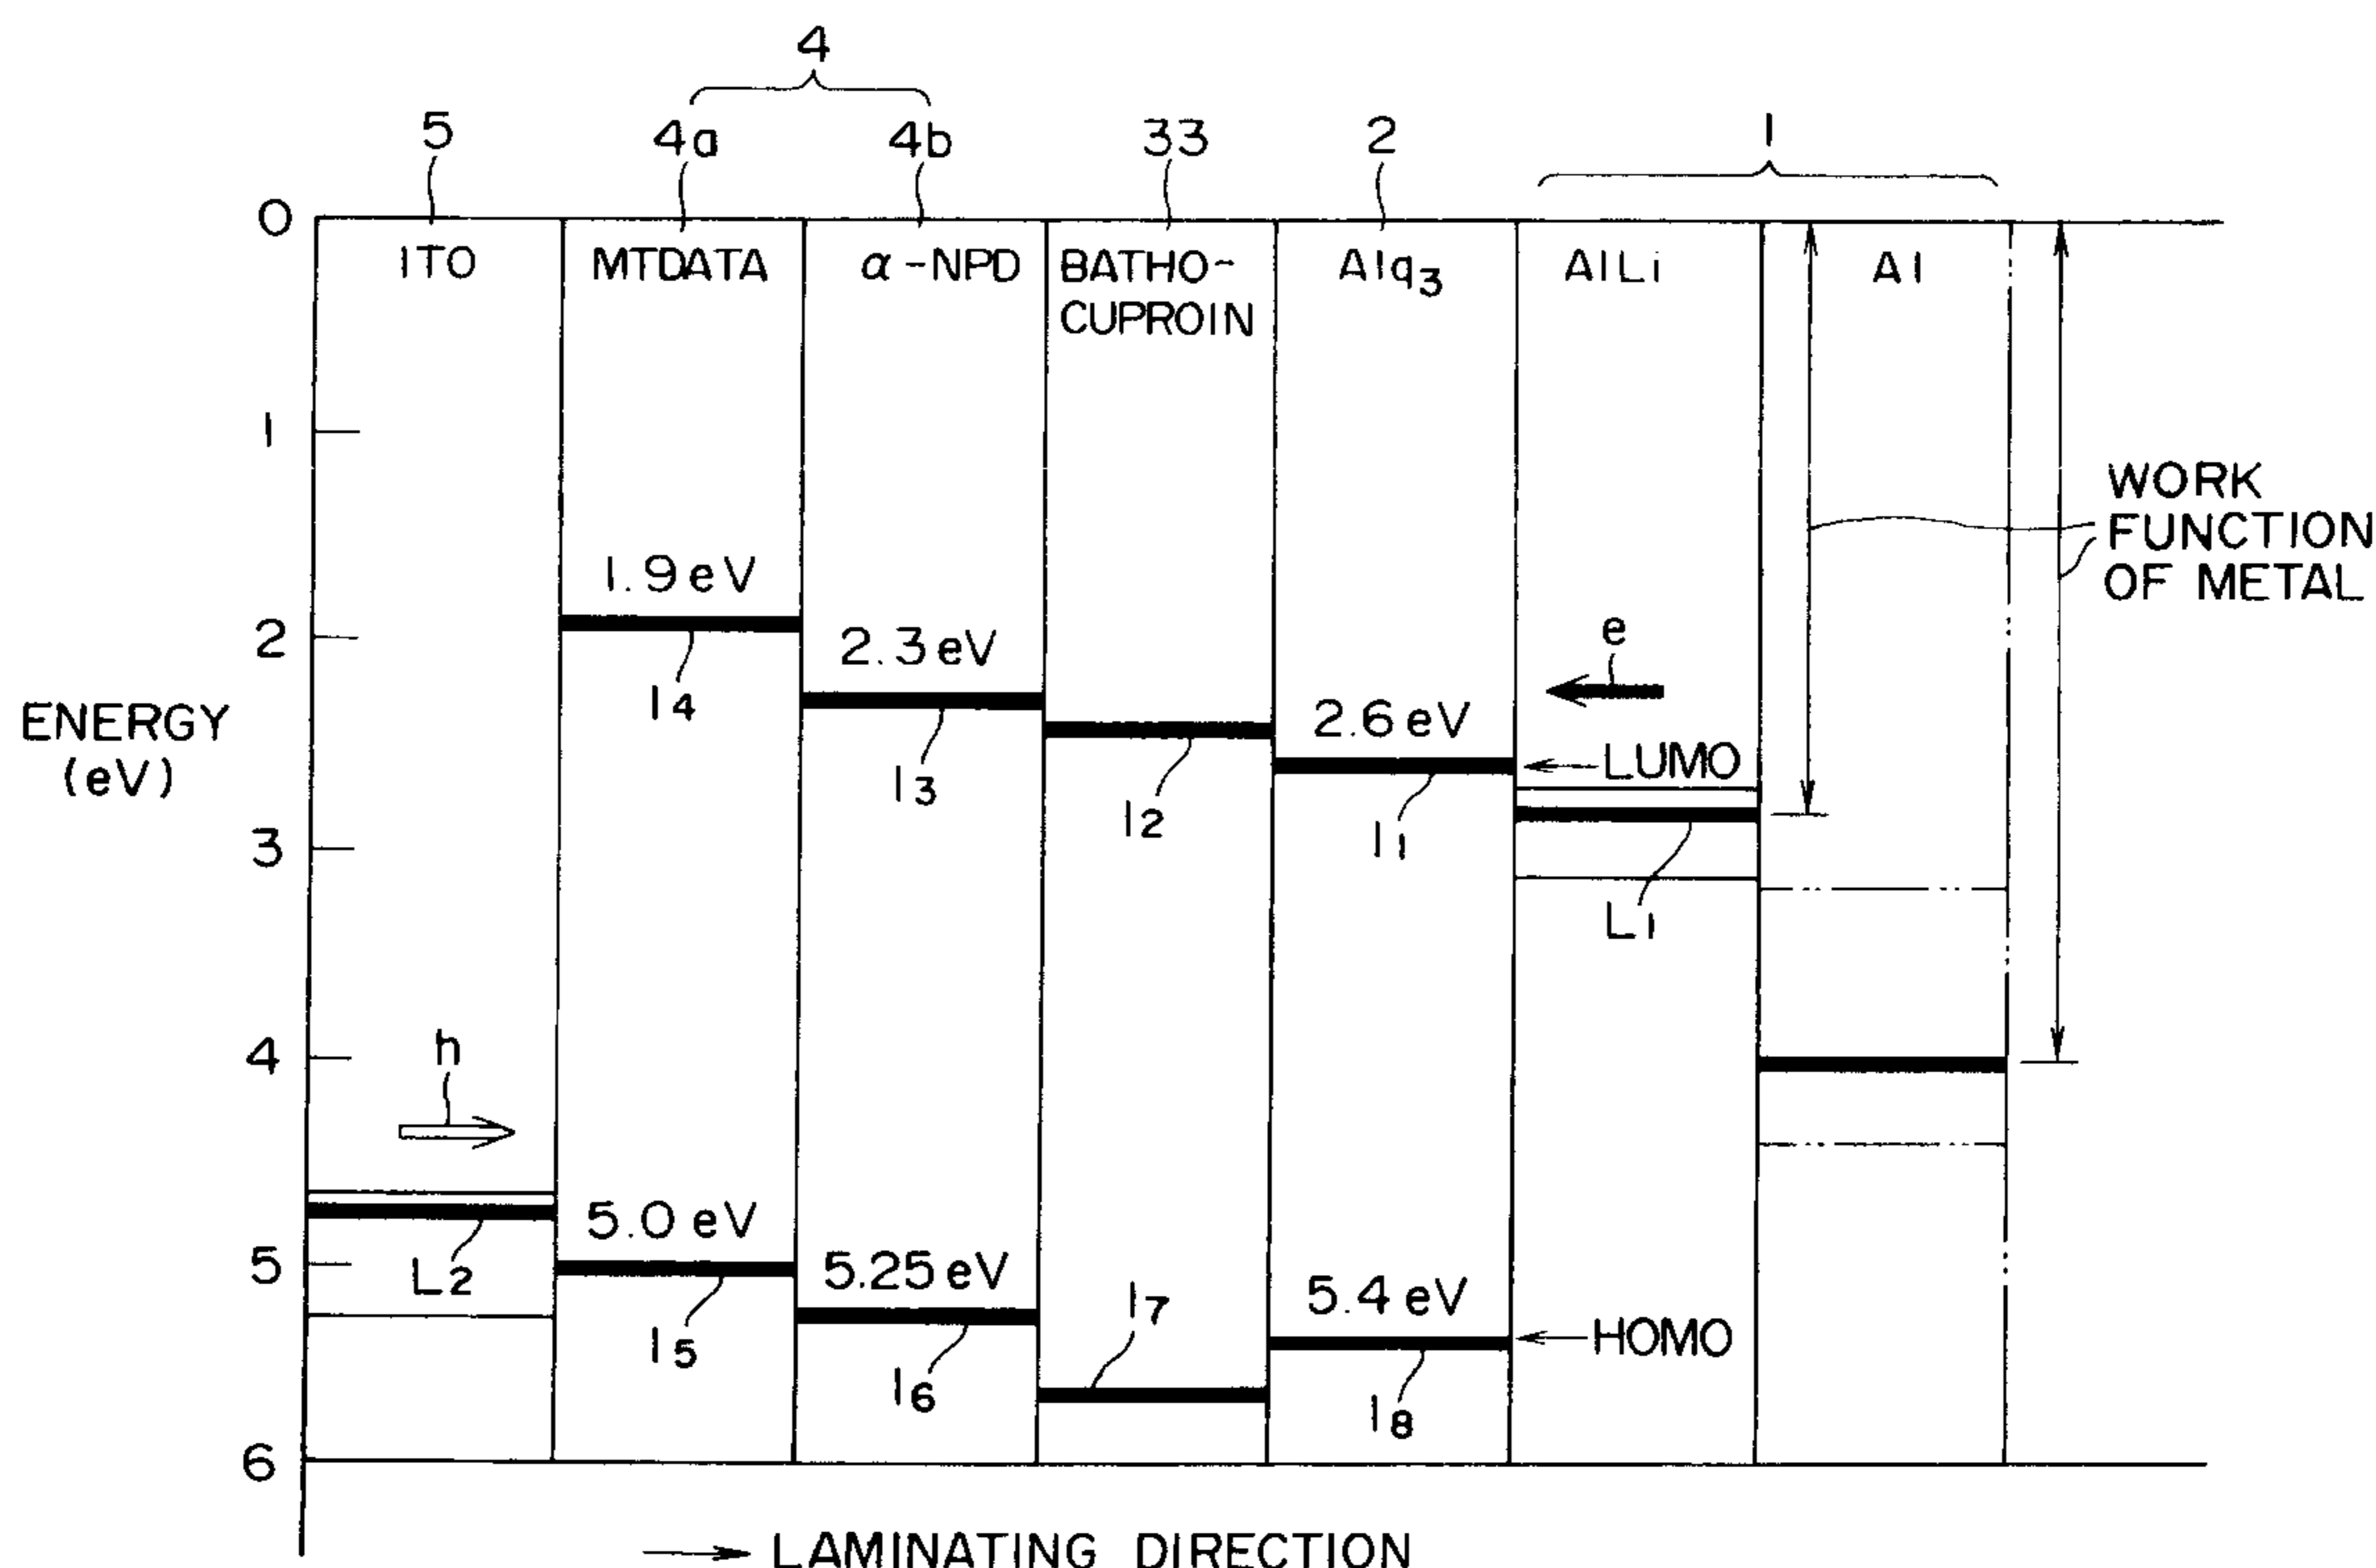 4
5 4a 4b 33 2 1
0
ITO MTDATA α-NPD BATHO- Alq3 AlLi Al
CUPROIN
1
WORK
FUNCTION
OF METAL
1.9 eV
2
2.3 eV
e
l4
2.6 eV
ENERGY
(eV)
LUMO
l3
l2
l1
3
L1
4
h
5.0 eV
5
L2
5.25 eV
5.4 eV
l7
HOMO
l5
l6
l8
6
LAMINATING DIRECTION